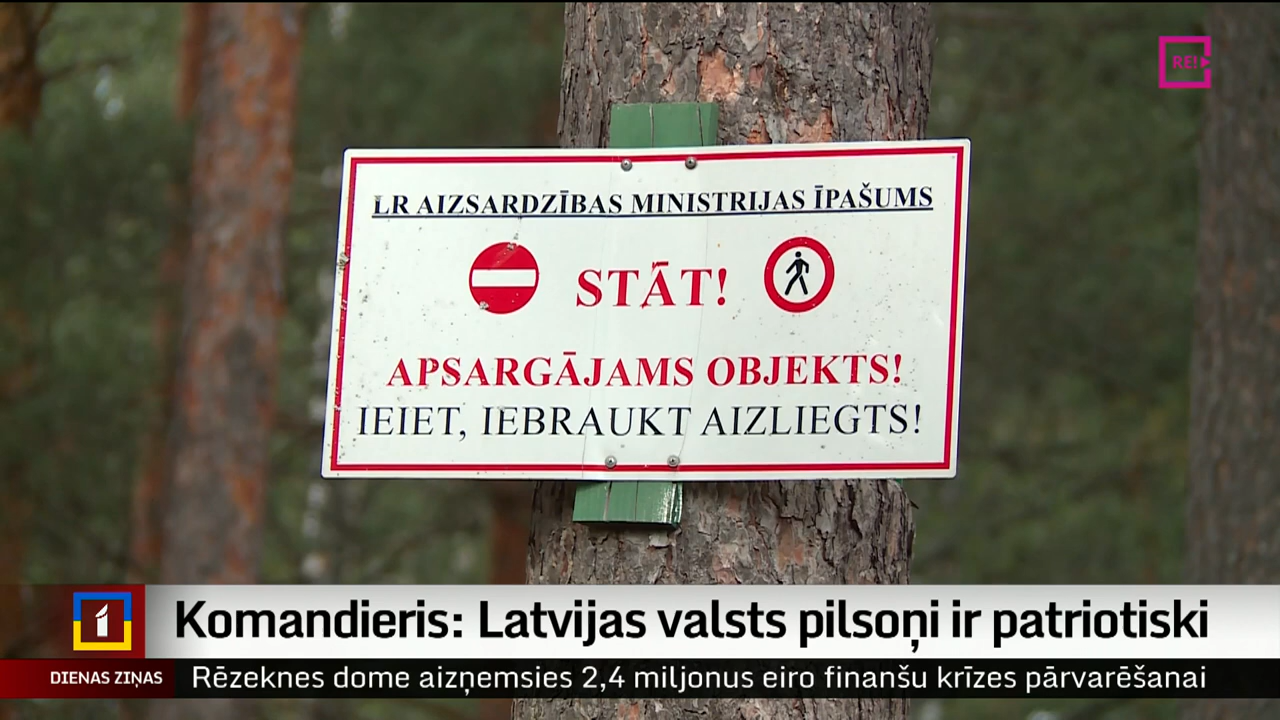 RE!
LR AIZSARDZĪBAS MINISTRIJAS ĪPAŠUMS
STĀT!
APSARGĀJAMS OBJEKTS!
IEIET, IEBRAUKT AIZLIEGTS!
1 Komandieris: Latvijas valsts pilsoņi ir patriotiski
DIENAS ZIŅAS Rēzeknes dome aizņemsies 2,4 miljonus eiro finanšu krīzes pārvarēšanai